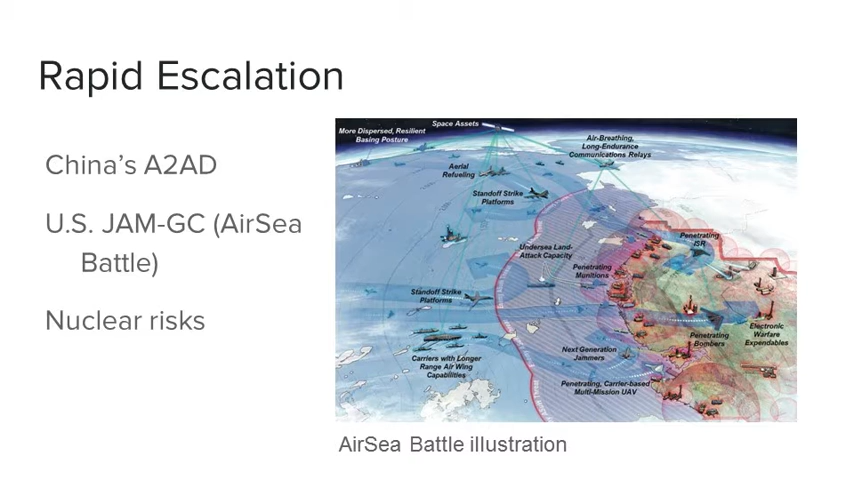 Rapid Escalation
China's A2AD
U.S. JAM-GC (AirSea
Battle)
Nuclear risks
Space Assets
More Dispersed, Resilient
Basing Posture
Air-Breathing,
Long-Endurance
Communications Relays
Aerial
Refueling
Standoff Strike
Platforms
Penetrating
ISR
Undersea Land-
Attack Capacity
Penetrating
Munitions
Standoff Strike
Platforms
Electronic
Warfare
Expendables
Penetrating
Bombers
Carriers with Longer
Range Air Wing
Capabilities
Next Generation
Jammers
Penetrating, Carrier-based
Multi-Mission UAV
AirSea Battle illustration